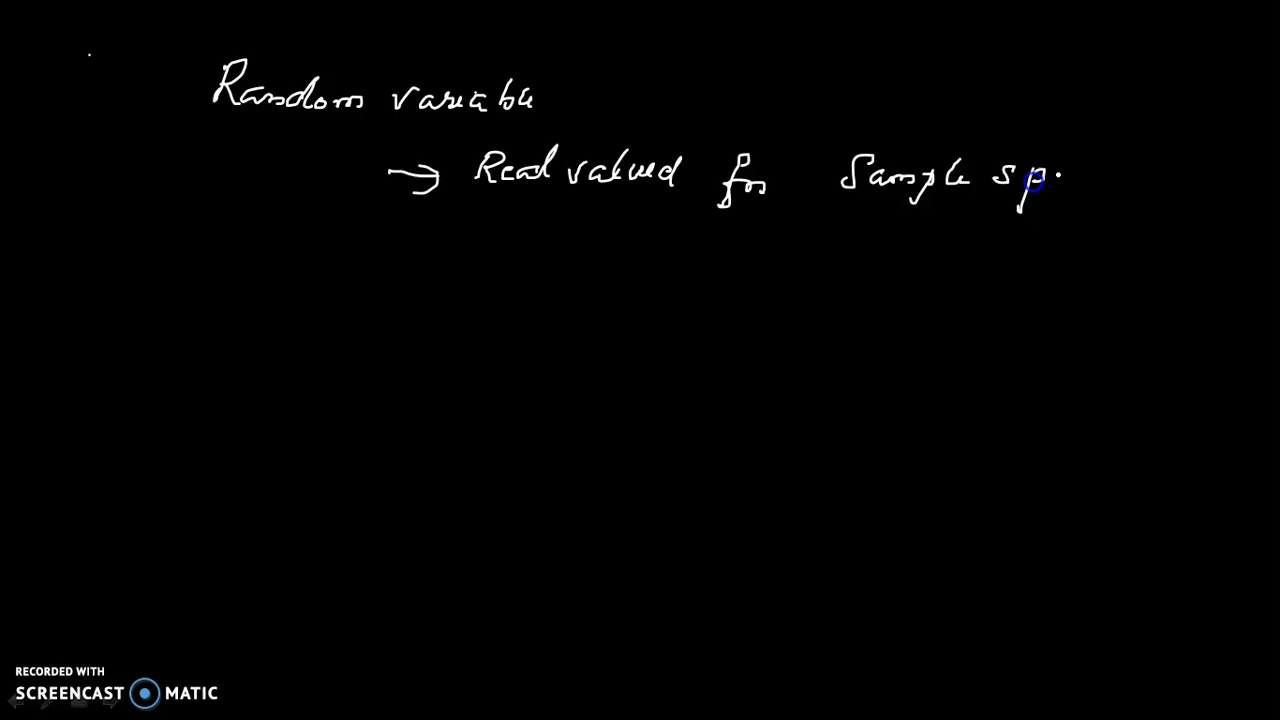 Random variable
→ Real valued fn Sample sp.
RECORDED WITH
SCREENCAST MATIC